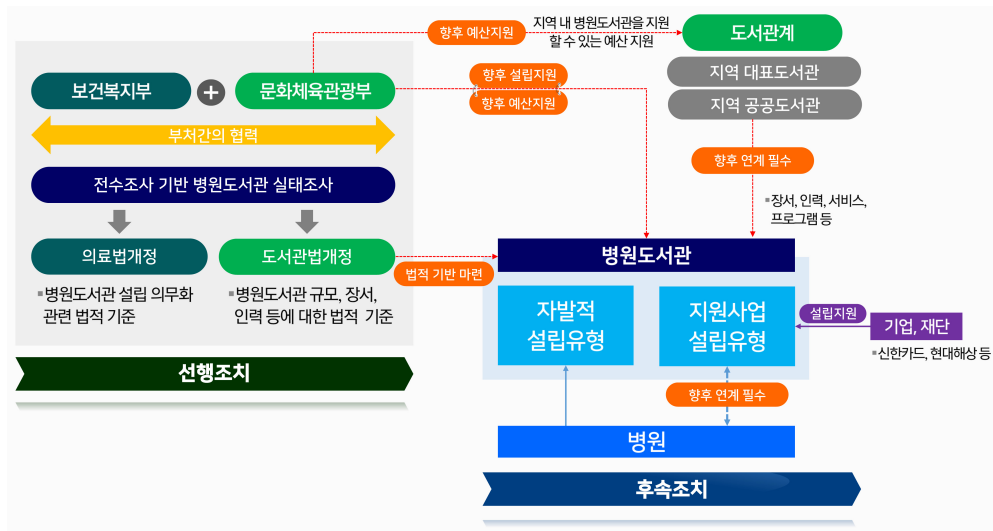 보건복지부
+
문화체육관광부
부처간의 협력
전수조사 기반 병원도서관 실태조사
의료법개정
도서관법개정
▪병원도서관 설립 의무화
관련 법적 기준
▪병원도서관 규모, 장서,
인력 등에 대한 법적 기준
선행조치
향후 예산지원
지역 내 병원도서관을 지원
할 수 있는 예산 지원
도서관계
지역 대표도서관
지역 공공도서관
향후 설립지원
향후 예산지원
향후 연계 필수
▪장서, 인력, 서비스,
프로그램 등
법적 기반 마련
병원도서관
자발적
설립유형
지원사업
설립유형
설립지원
기업, 재단
▪신한카드, 현대해상 등
향후 연계 필수
병원
후속조치